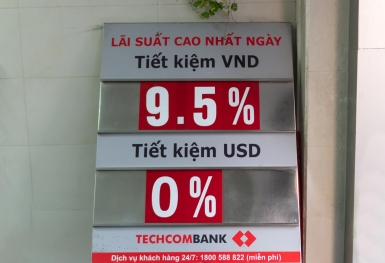 LÃI SUẤT CAO NHẤT NGÀY
Tiết kiệm VND
9.5%
Tiết kiệm USD
0%
TECHCOMBANK
Dịch vụ khách hàng 24/7: 1800 588 822 (miễn phí)